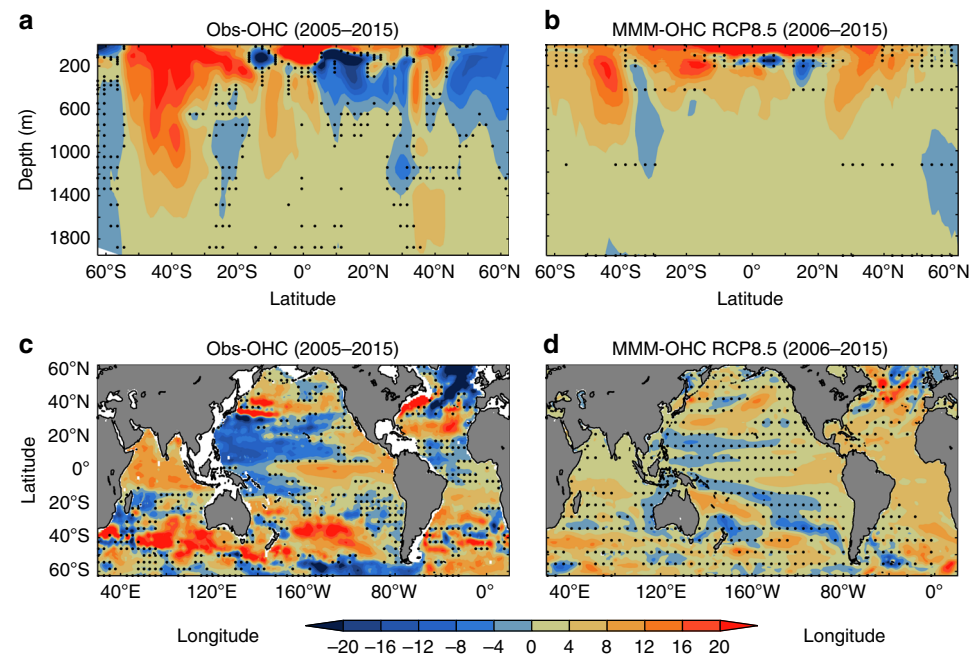 a
Obs-OHC (2005–2015)
200
600
1000
1400
1800
Depth (m)
60°S 40°S 20°S 0° 20°N 40°N 60°N
Latitude
b
MMM-OHC RCP8.5 (2006–2015)
60°S 40°S 20°S 0° 20°N 40°N 60°N
Latitude
c
Obs-OHC (2005–2015)
60°N
40°N
20°N
0°
20°S
40°S
60°S
Latitude
40°E 120°E 160°W 80°W 0°
d
MMM-OHC RCP8.5 (2006–2015)
40°E 120°E 160°W 80°W 0°
Longitude
−20 −16 −12 −8 −4 0 4 8 12 16 20
Longitude